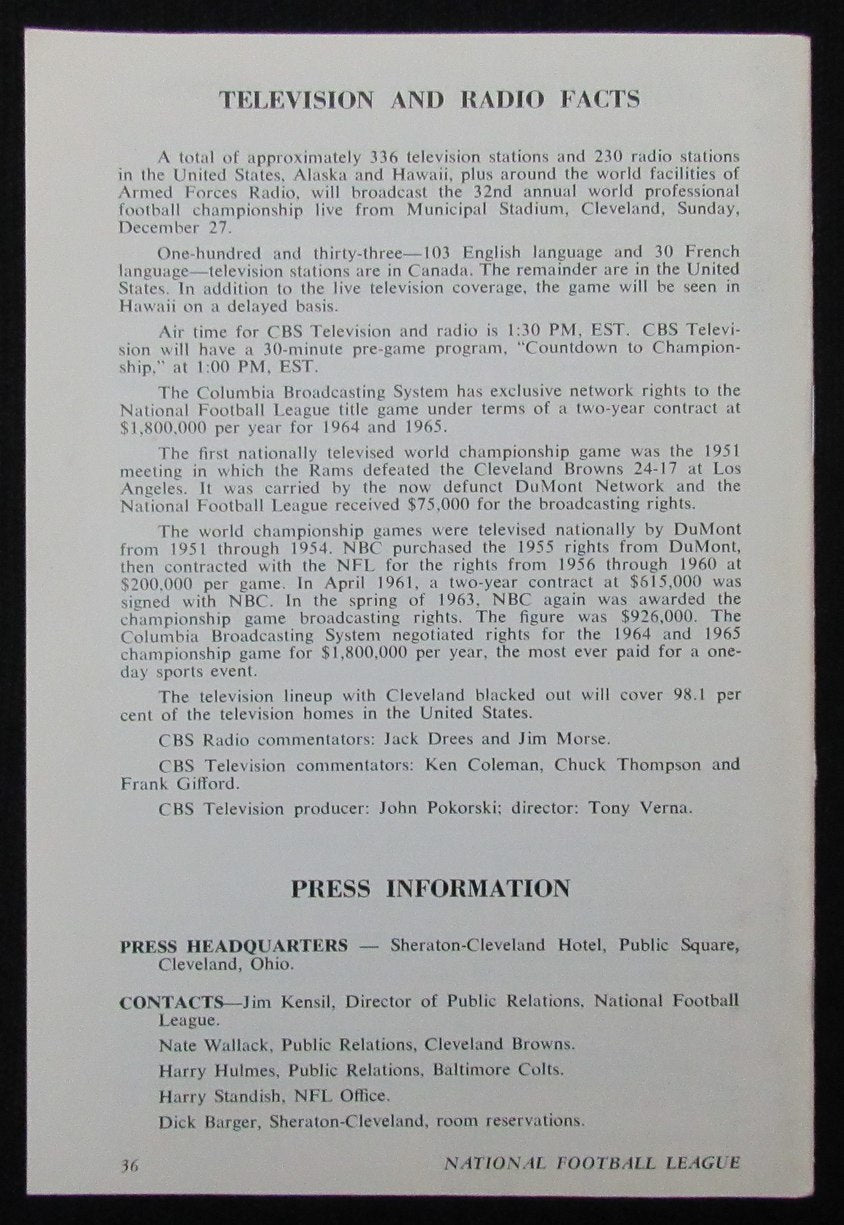 TELEVISION AND RADIO FACTS
A total of approximately 336 television stations and 230 radio stations
in the United States, Alaska and Hawaii, plus around the world facilities of
Armed Forces Radio, will broadcast the 32nd annual world professional
football championship live from Municipal Stadium, Cleveland, Sunday,
December 27.
One-hundred and thirty-three—103 English language and 30 French
language—television stations are in Canada. The remainder are in the United
States. In addition to the live television coverage, the game will be seen in
Hawaii on a delayed basis.
Air time for CBS Television and radio is 1:30 PM, EST. CBS Televi-
sion will have a 30-minute pre-game program, “Countdown to Champion-
ship,” at 1:00 PM, EST.
The Columbia Broadcasting System has exclusive network rights to the
National Football League title game under terms of a two-year contract at
$1,800,000 per year for 1964 and 1965.
The first nationally televised world championship game was the 1951
meeting in which the Rams defeated the Cleveland Browns 24-17 at Los
Angeles. It was carried by the now defunct DuMont Network and the
National Football League received $75,000 for the broadcasting rights.
The world championship games were televised nationally by DuMont
from 1951 through 1954. NBC purchased the 1955 rights from DuMont,
then contracted with the NFL for the rights from 1956 through 1960 at
$200,000 per game. In April 1961, a two-year contract at $615,000 was
signed with NBC. In the spring of 1963, NBC again was awarded the
championship game broadcasting rights. The figure was $926,000. The
Columbia Broadcasting System negotiated rights for the 1964 and 1965
championship game for $1,800,000 per year, the most ever paid for a one-
day sports event.
The television lineup with Cleveland blacked out will cover 98.1 per
cent of the television homes in the United States.
CBS Radio commentators: Jack Drees and Jim Morse.
CBS Television commentators: Ken Coleman, Chuck Thompson and
Frank Gifford.
CBS Television producer: John Pokorski; director: Tony Verna.
PRESS INFORMATION
PRESS HEADQUARTERS — Sheraton-Cleveland Hotel, Public Square,
Cleveland, Ohio.
CONTACTS—Jim Kensil, Director of Public Relations, National Football
League.
Nate Wallack, Public Relations, Cleveland Browns.
Harry Hulmes, Public Relations, Baltimore Colts.
Harry Standish, NFL Office.
Dick Barger, Sheraton-Cleveland, room reservations.
36 NATIONAL FOOTBALL LEAGUE